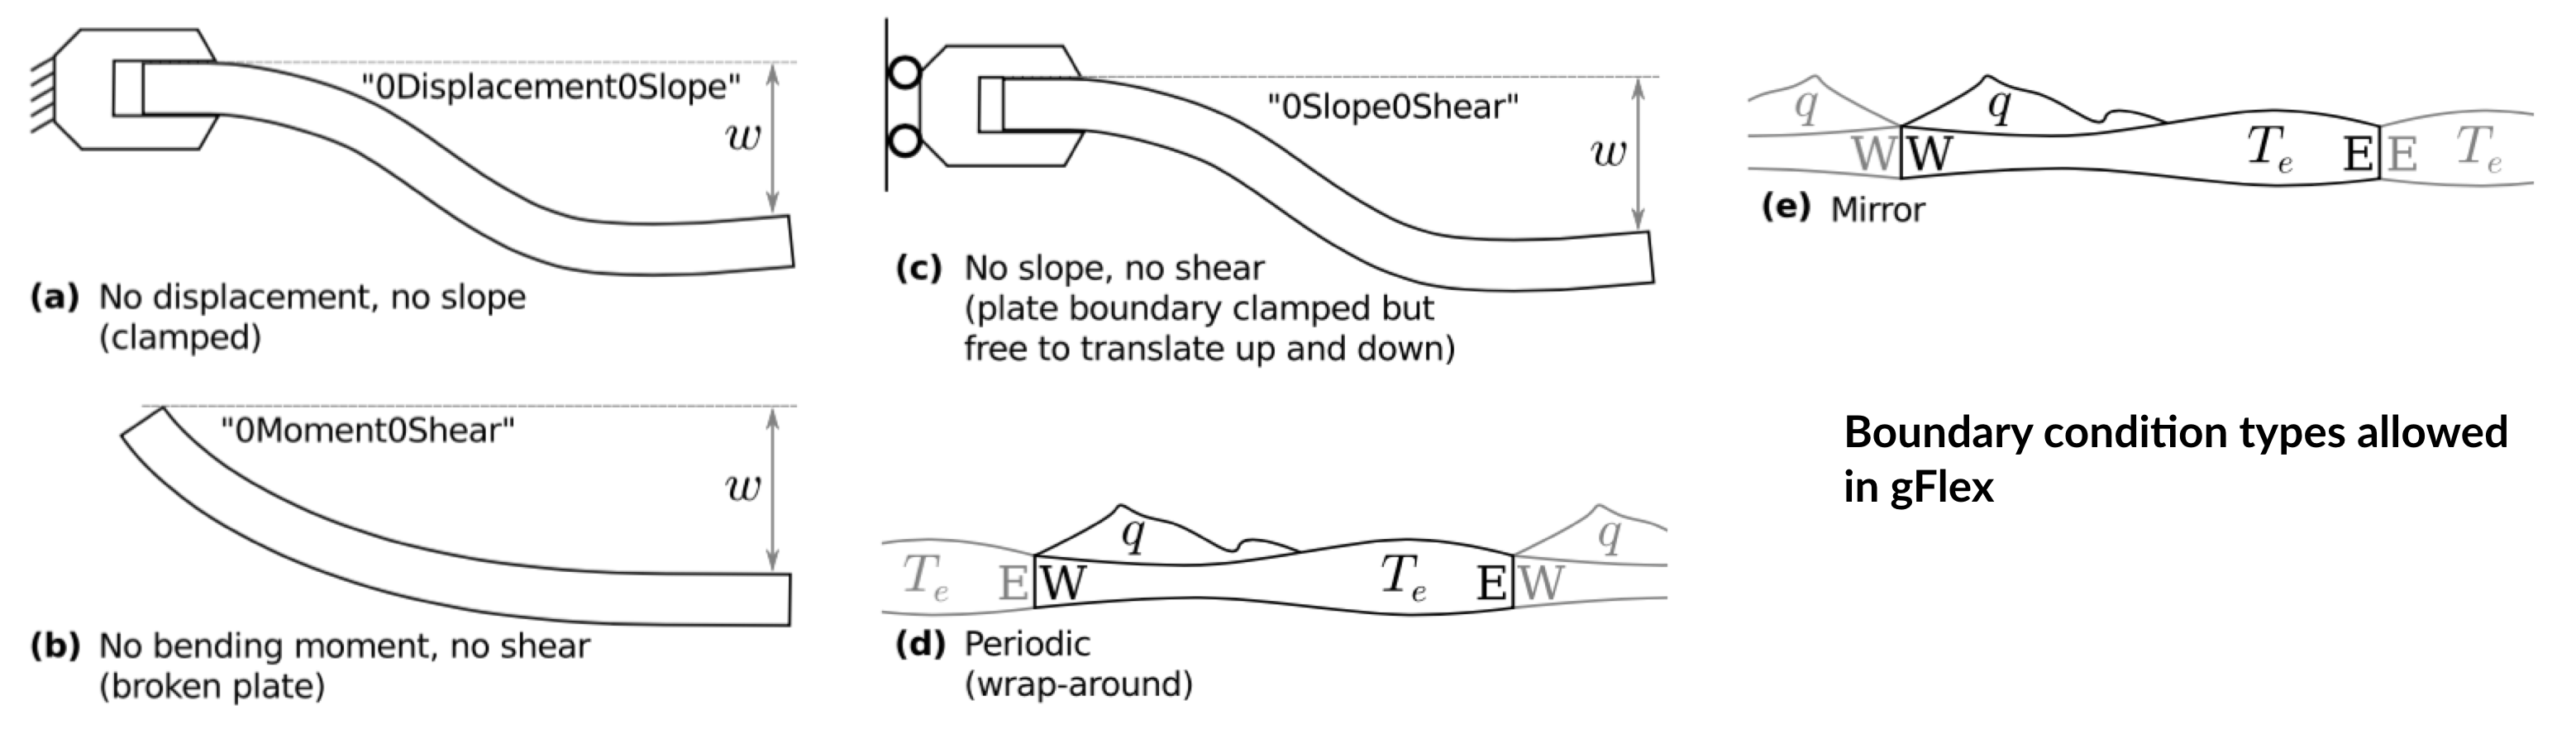 "0Displacement0Slope"
w
(a) No displacement, no slope
(clamped)
"0Moment0Shear"
w
(b) No bending moment, no shear
(broken plate)
"0Slope0Shear"
w
(c) No slope, no shear
(plate boundary clamped but
free to translate up and down)
q q
T_e E W T_e E W
(d) Periodic
(wrap-around)
q q
W W T_e E E T_e
(e) Mirror
Boundary condition types allowed
in gFlex